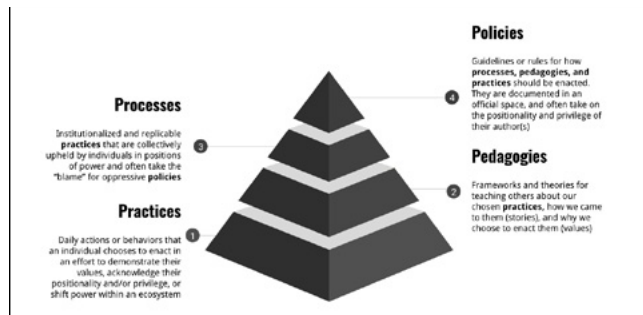 Policies
Guidelines or rules for how
processes, pedagogies, and
practices should be enacted.
They are documented in an
official space, and often take on
the positionality and privilege of
their author(s)
4
Processes
Institutionalized and replicable
practices that are collectively
upheld by individuals in positions
of power and often take the
"blame" for oppressive policies
3
Pedagogies
Frameworks and theories for
teaching others about our
chosen practices, how we came
to them (stories), and why we
choose to enact them (values)
2
Practices
Daily actions or behaviors that
an individual chooses to enact in
an effort to demonstrate their
values, acknowledge their
positionality and/or privilege, or
shift power within an ecosystem
1